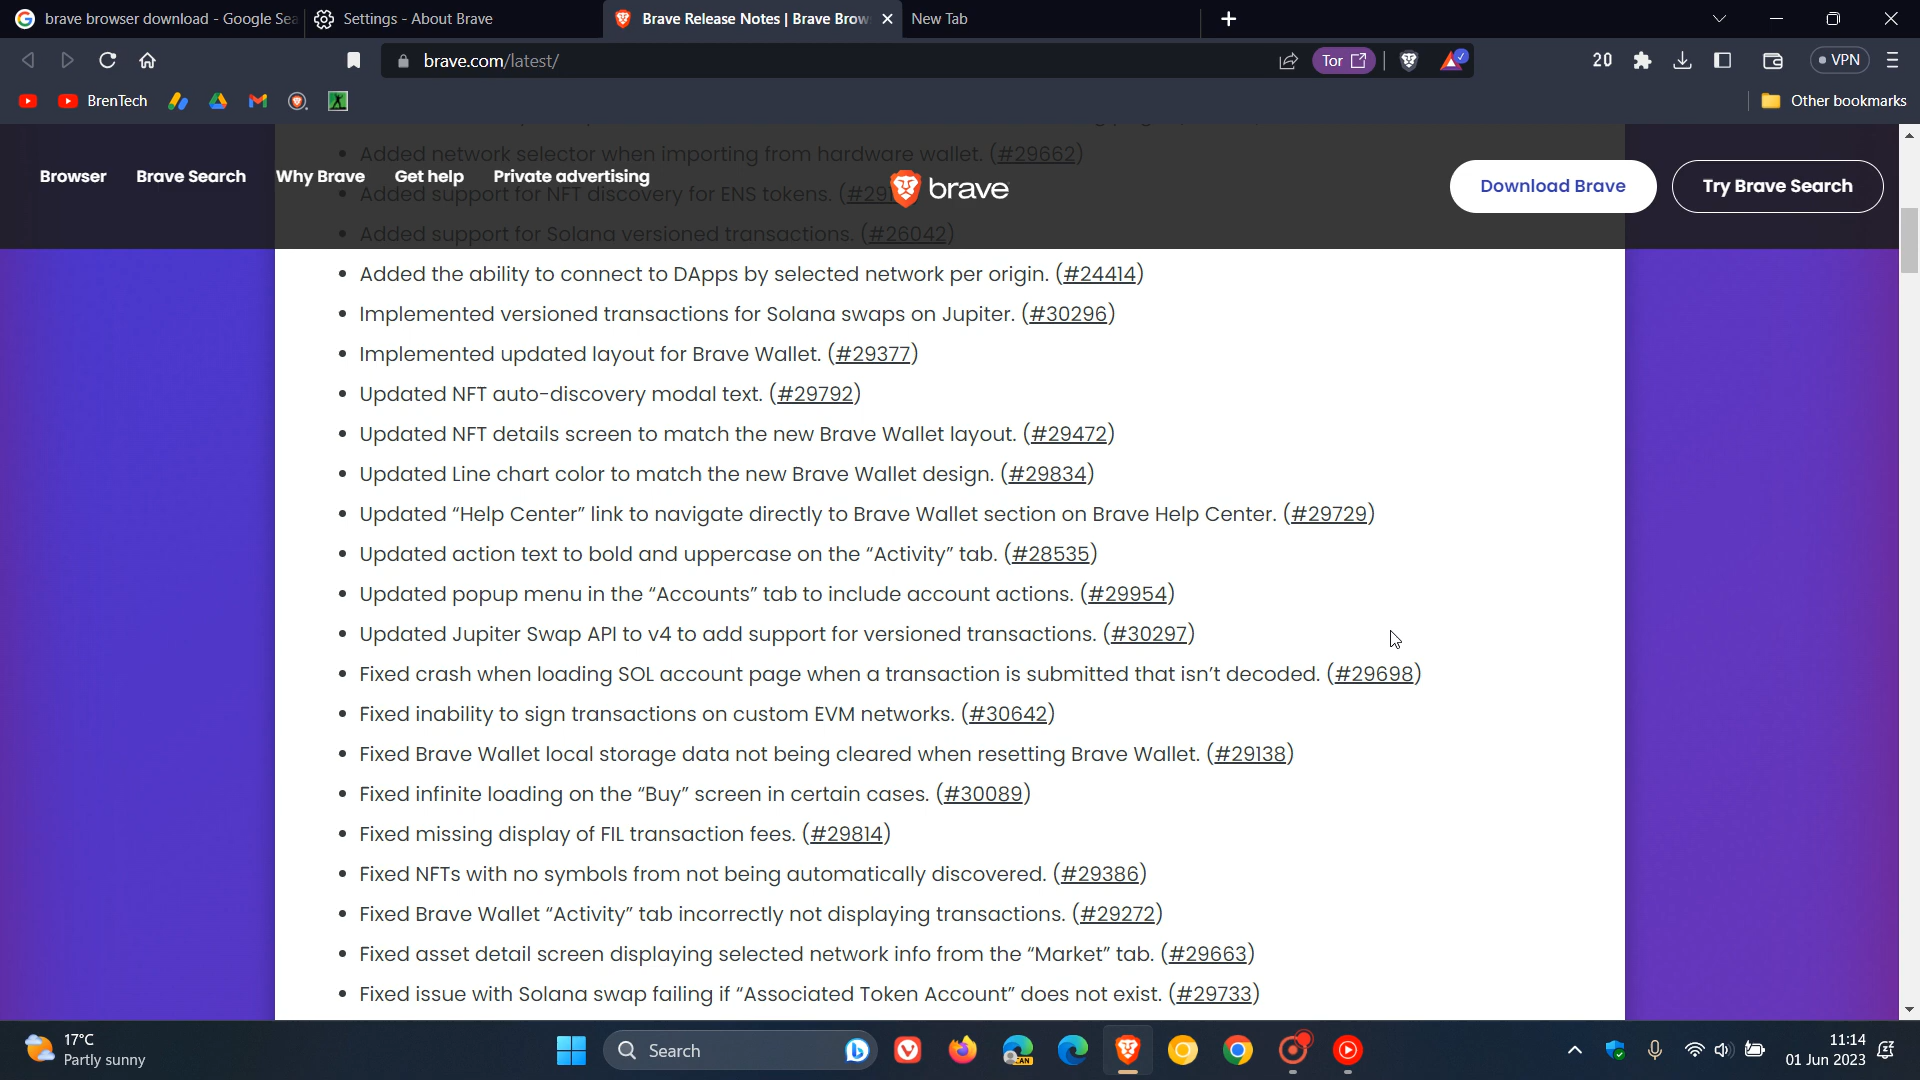 brave browser download - Google Sea
Settings - About Brave
Brave Release Notes | Brave Brow
New Tab
brave.com/latest/
Tor
20
VPN
BrenTech
Other bookmarks
Added network selector when importing from hardware wallet. (#29662)
Browser
Brave Search
Why Brave
Get help
Private advertising
brave
Download Brave
Try Brave Search
Added support for NFT discovery for ENS tokens. (#291
Added support for Solana versioned transactions. (#26042)
• Added the ability to connect to DApps by selected network per origin. (#24414)
• Implemented versioned transactions for Solana swaps on Jupiter. (#30296)
• Implemented updated layout for Brave Wallet. (#29377)
• Updated NFT auto-discovery modal text. (#29792)
• Updated NFT details screen to match the new Brave Wallet layout. (#29472)
• Updated Line chart color to match the new Brave Wallet design. (#29834)
• Updated “Help Center” link to navigate directly to Brave Wallet section on Brave Help Center. (#29729)
• Updated action text to bold and uppercase on the “Activity” tab. (#28535)
• Updated popup menu in the “Accounts” tab to include account actions. (#29954)
• Updated Jupiter Swap API to v4 to add support for versioned transactions. (#30297)
• Fixed crash when loading SOL account page when a transaction is submitted that isn’t decoded. (#29698)
• Fixed inability to sign transactions on custom EVM networks. (#30642)
• Fixed Brave Wallet local storage data not being cleared when resetting Brave Wallet. (#29138)
• Fixed infinite loading on the “Buy” screen in certain cases. (#30089)
• Fixed missing display of FIL transaction fees. (#29814)
• Fixed NFTs with no symbols from not being automatically discovered. (#29386)
• Fixed Brave Wallet “Activity” tab incorrectly not displaying transactions. (#29272)
• Fixed asset detail screen displaying selected network info from the “Market” tab. (#29663)
• Fixed issue with Solana swap failing if “Associated Token Account” does not exist. (#29733)
17°C
Partly sunny
Search
CAN
11:14
01 Jun 2023